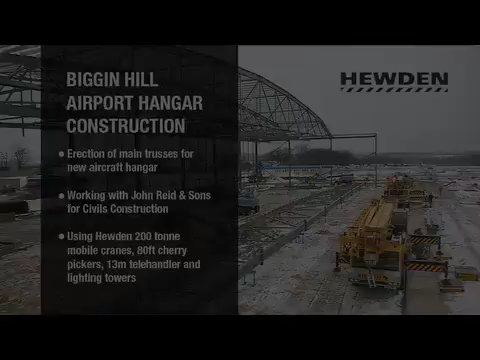 BIGGIN HILL
AIRPORT HANGAR
CONSTRUCTION
HEWDEN
• Erection of main trusses for
new aircraft hangar
• Working with John Reid & Sons
for Civils Construction
• Using Hewden 200 tonne
mobile cranes, 80ft cherry
pickers, 13m telehandler and
lighting towers